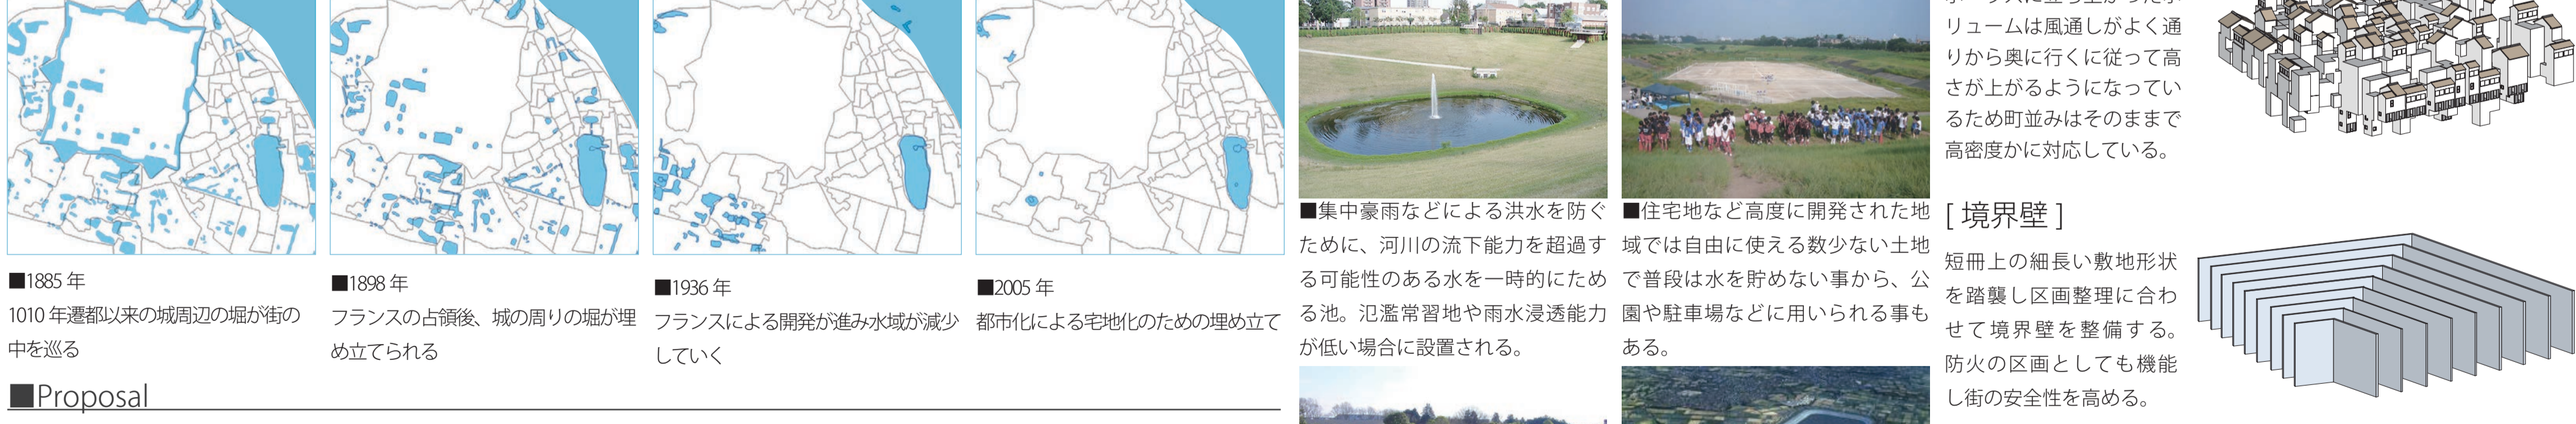 ■1885 年
1010 年遷都以来の城周辺の堀が街の
中を巡る
■1898 年
フランスの占領後、城の周りの堀が埋
め立てられる
■1936 年
フランスによる開発が進み水域が減少
していく
■2005 年
都市化による宅地化のための埋め立て
■Proposal
■集中豪雨などによる洪水を防ぐ
ために、河川の流下能力を超過す
る可能性のある水を一時的にため
る池。氾濫常習地や雨水浸透能力
が低い場合に設置される。
■住宅地など高度に開発された地
域では自由に使える数少ない土地
で普段は水を貯めない事から、公
園や駐車場などに用いられる事も
ある。
リュームは風通しがよく通
りから奥に行くに従って高
さが上がるようになってい
るため町並みはそのままで
高密度かに対応している。
[ 境界壁 ]
短冊上の細長い敷地形状
を踏襲し区画整理に合わ
せて境界壁を整備する。
防火の区画としても機能
し街の安全性を高める。